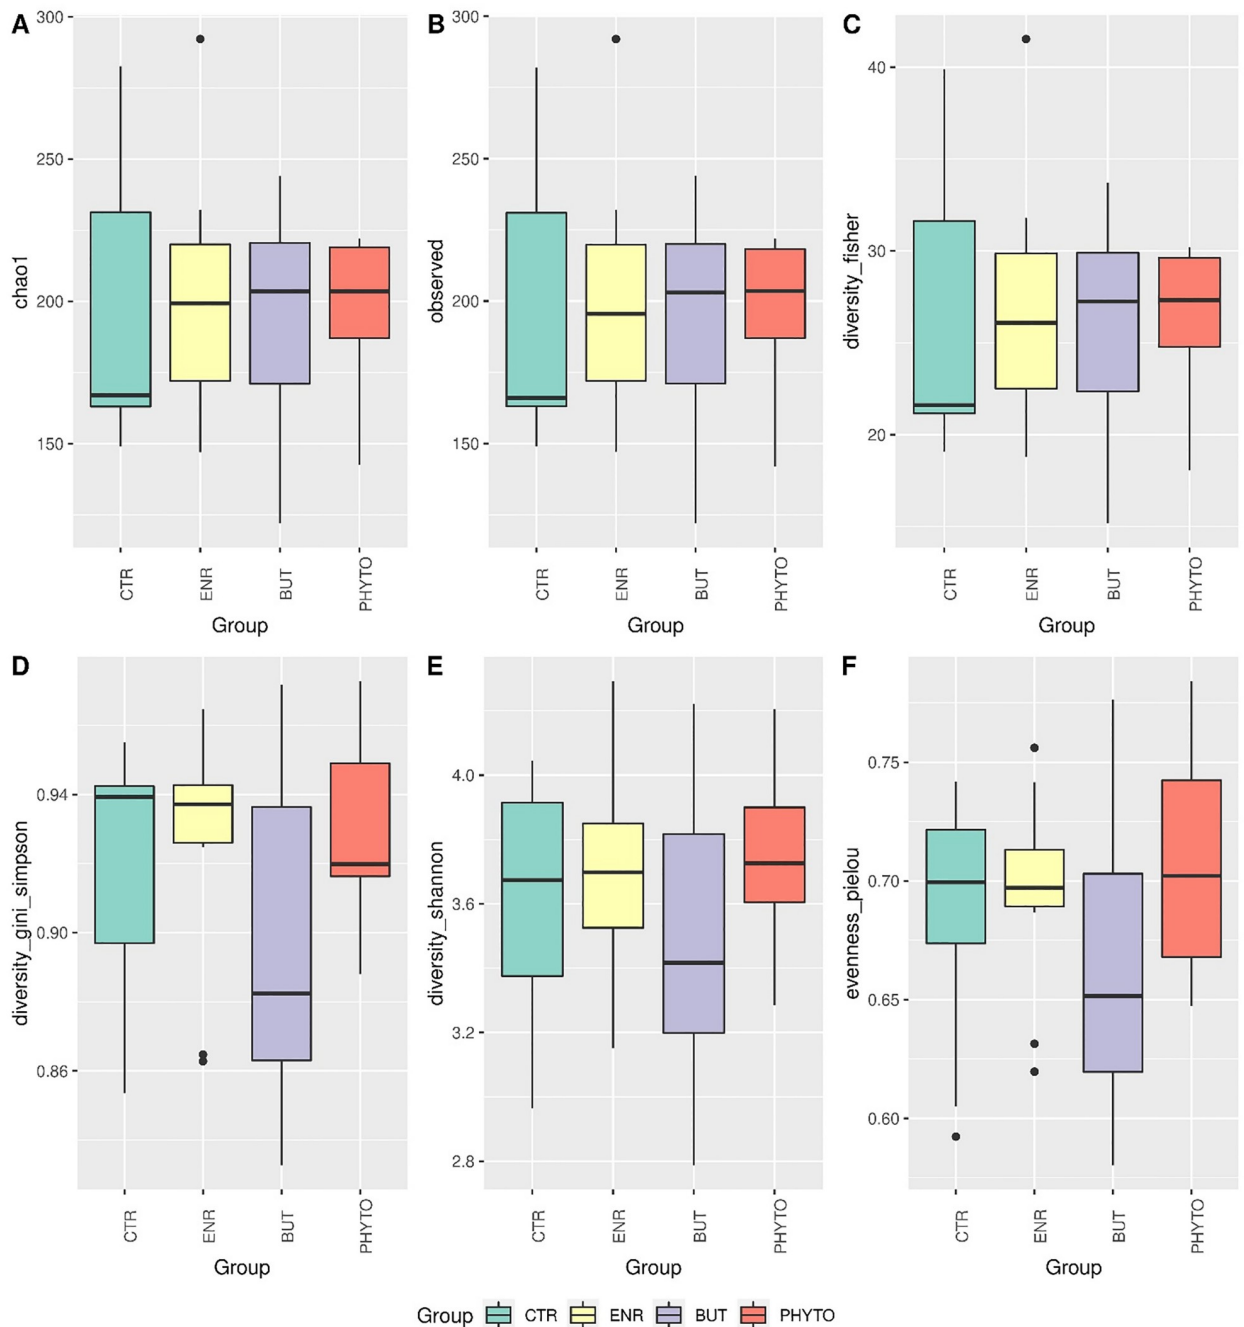 A
chao1
300
250
200
150
CTR
ENR
BUT
PHYTO
Group
B
observed
300
250
200
150
CTR
ENR
BUT
PHYTO
Group
C
diversity_fisher
40
30
20
CTR
ENR
BUT
PHYTO
Group
D
diversity_gini_simpson
0.94
0.90
0.86
CTR
ENR
BUT
PHYTO
Group
E
diversity_shannon
4.0
3.6
3.2
2.8
CTR
ENR
BUT
PHYTO
Group
F
evenness_pielou
0.75
0.70
0.65
0.60
CTR
ENR
BUT
PHYTO
Group
Group CTR ENR BUT PHYTO